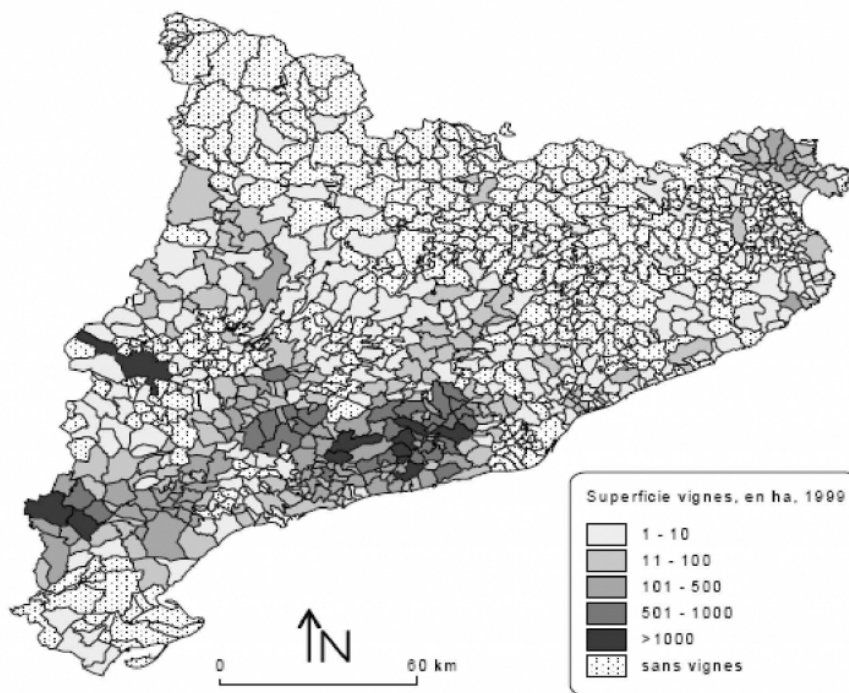 Superficie vignes, en ha, 1999
1 - 10
11 - 100
101 - 500
501 - 1000
>1000
sans vignes
N
0 60 km